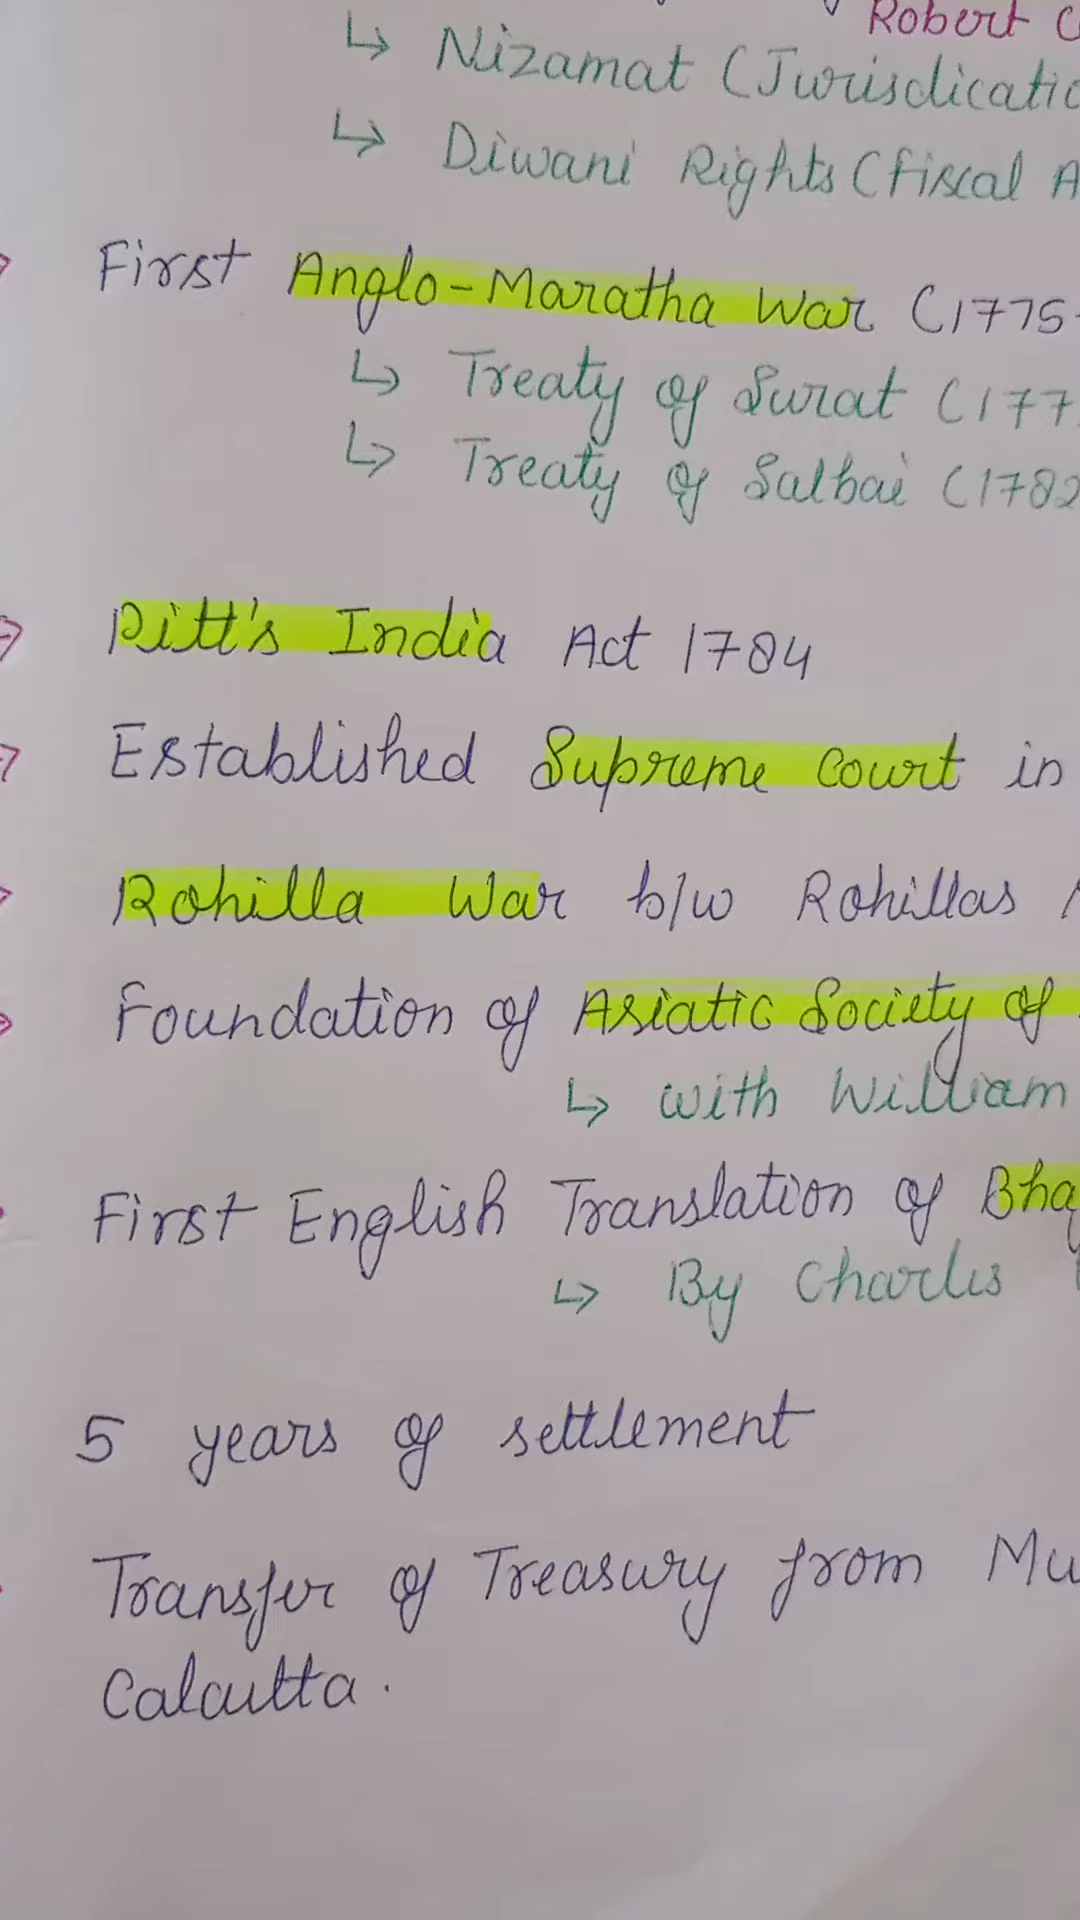 Robert C
↳ Nizamat (Jurisdicatio
↳ Diwani Rights (fiscal A
First Anglo-Maratha War (1775-
↳ Treaty of Surat (177
↳ Treaty of Salbai (1782
Pitt's India Act 1784
Established Supreme court in
Rohilla War b/w Rohillas
Foundation of Asiatic Society of
↳ with William
First English Translation of Bhag
↳ By Charles
5 years of settlement
Transfer of Treasury from Mu
Calcutta.